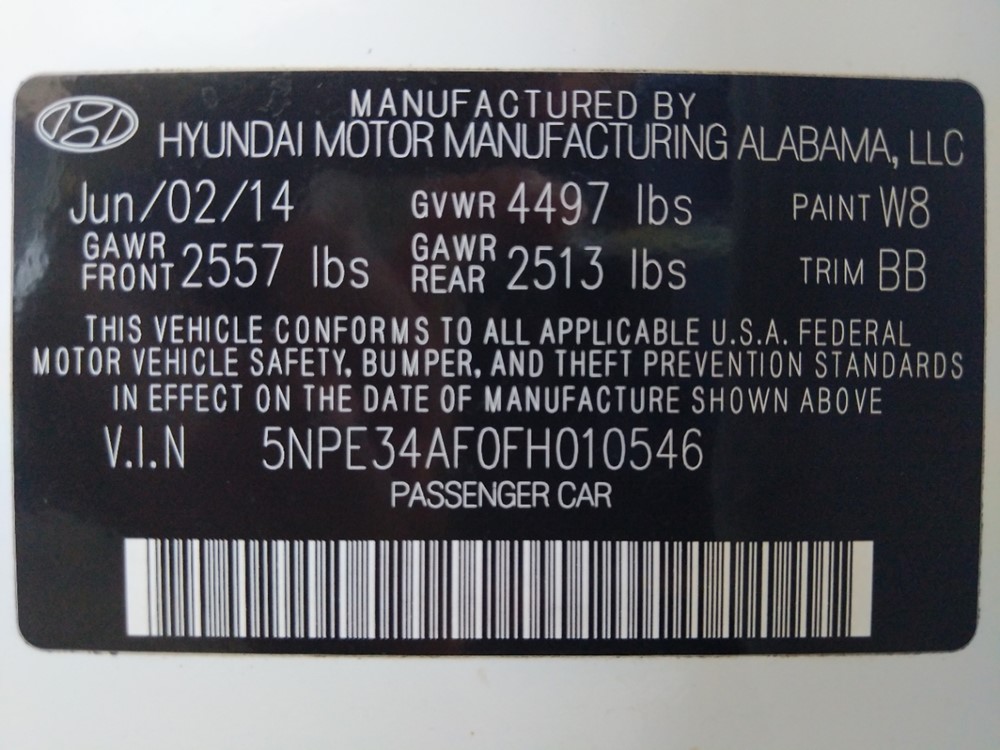 MANUFACTURED BY
HYUNDAI MOTOR MANUFACTURING ALABAMA, LLC
Jun/02/14 GVWR 4497 lbs PAINT W8
GAWR FRONT 2557 lbs GAWR REAR 2513 lbs TRIM BB
THIS VEHICLE CONFORMS TO ALL APPLICABLE U.S.A. FEDERAL
MOTOR VEHICLE SAFETY, BUMPER, AND THEFT PREVENTION STANDARDS
IN EFFECT ON THE DATE OF MANUFACTURE SHOWN ABOVE
V.I.N 5NPE34AF0FH010546
PASSENGER CAR